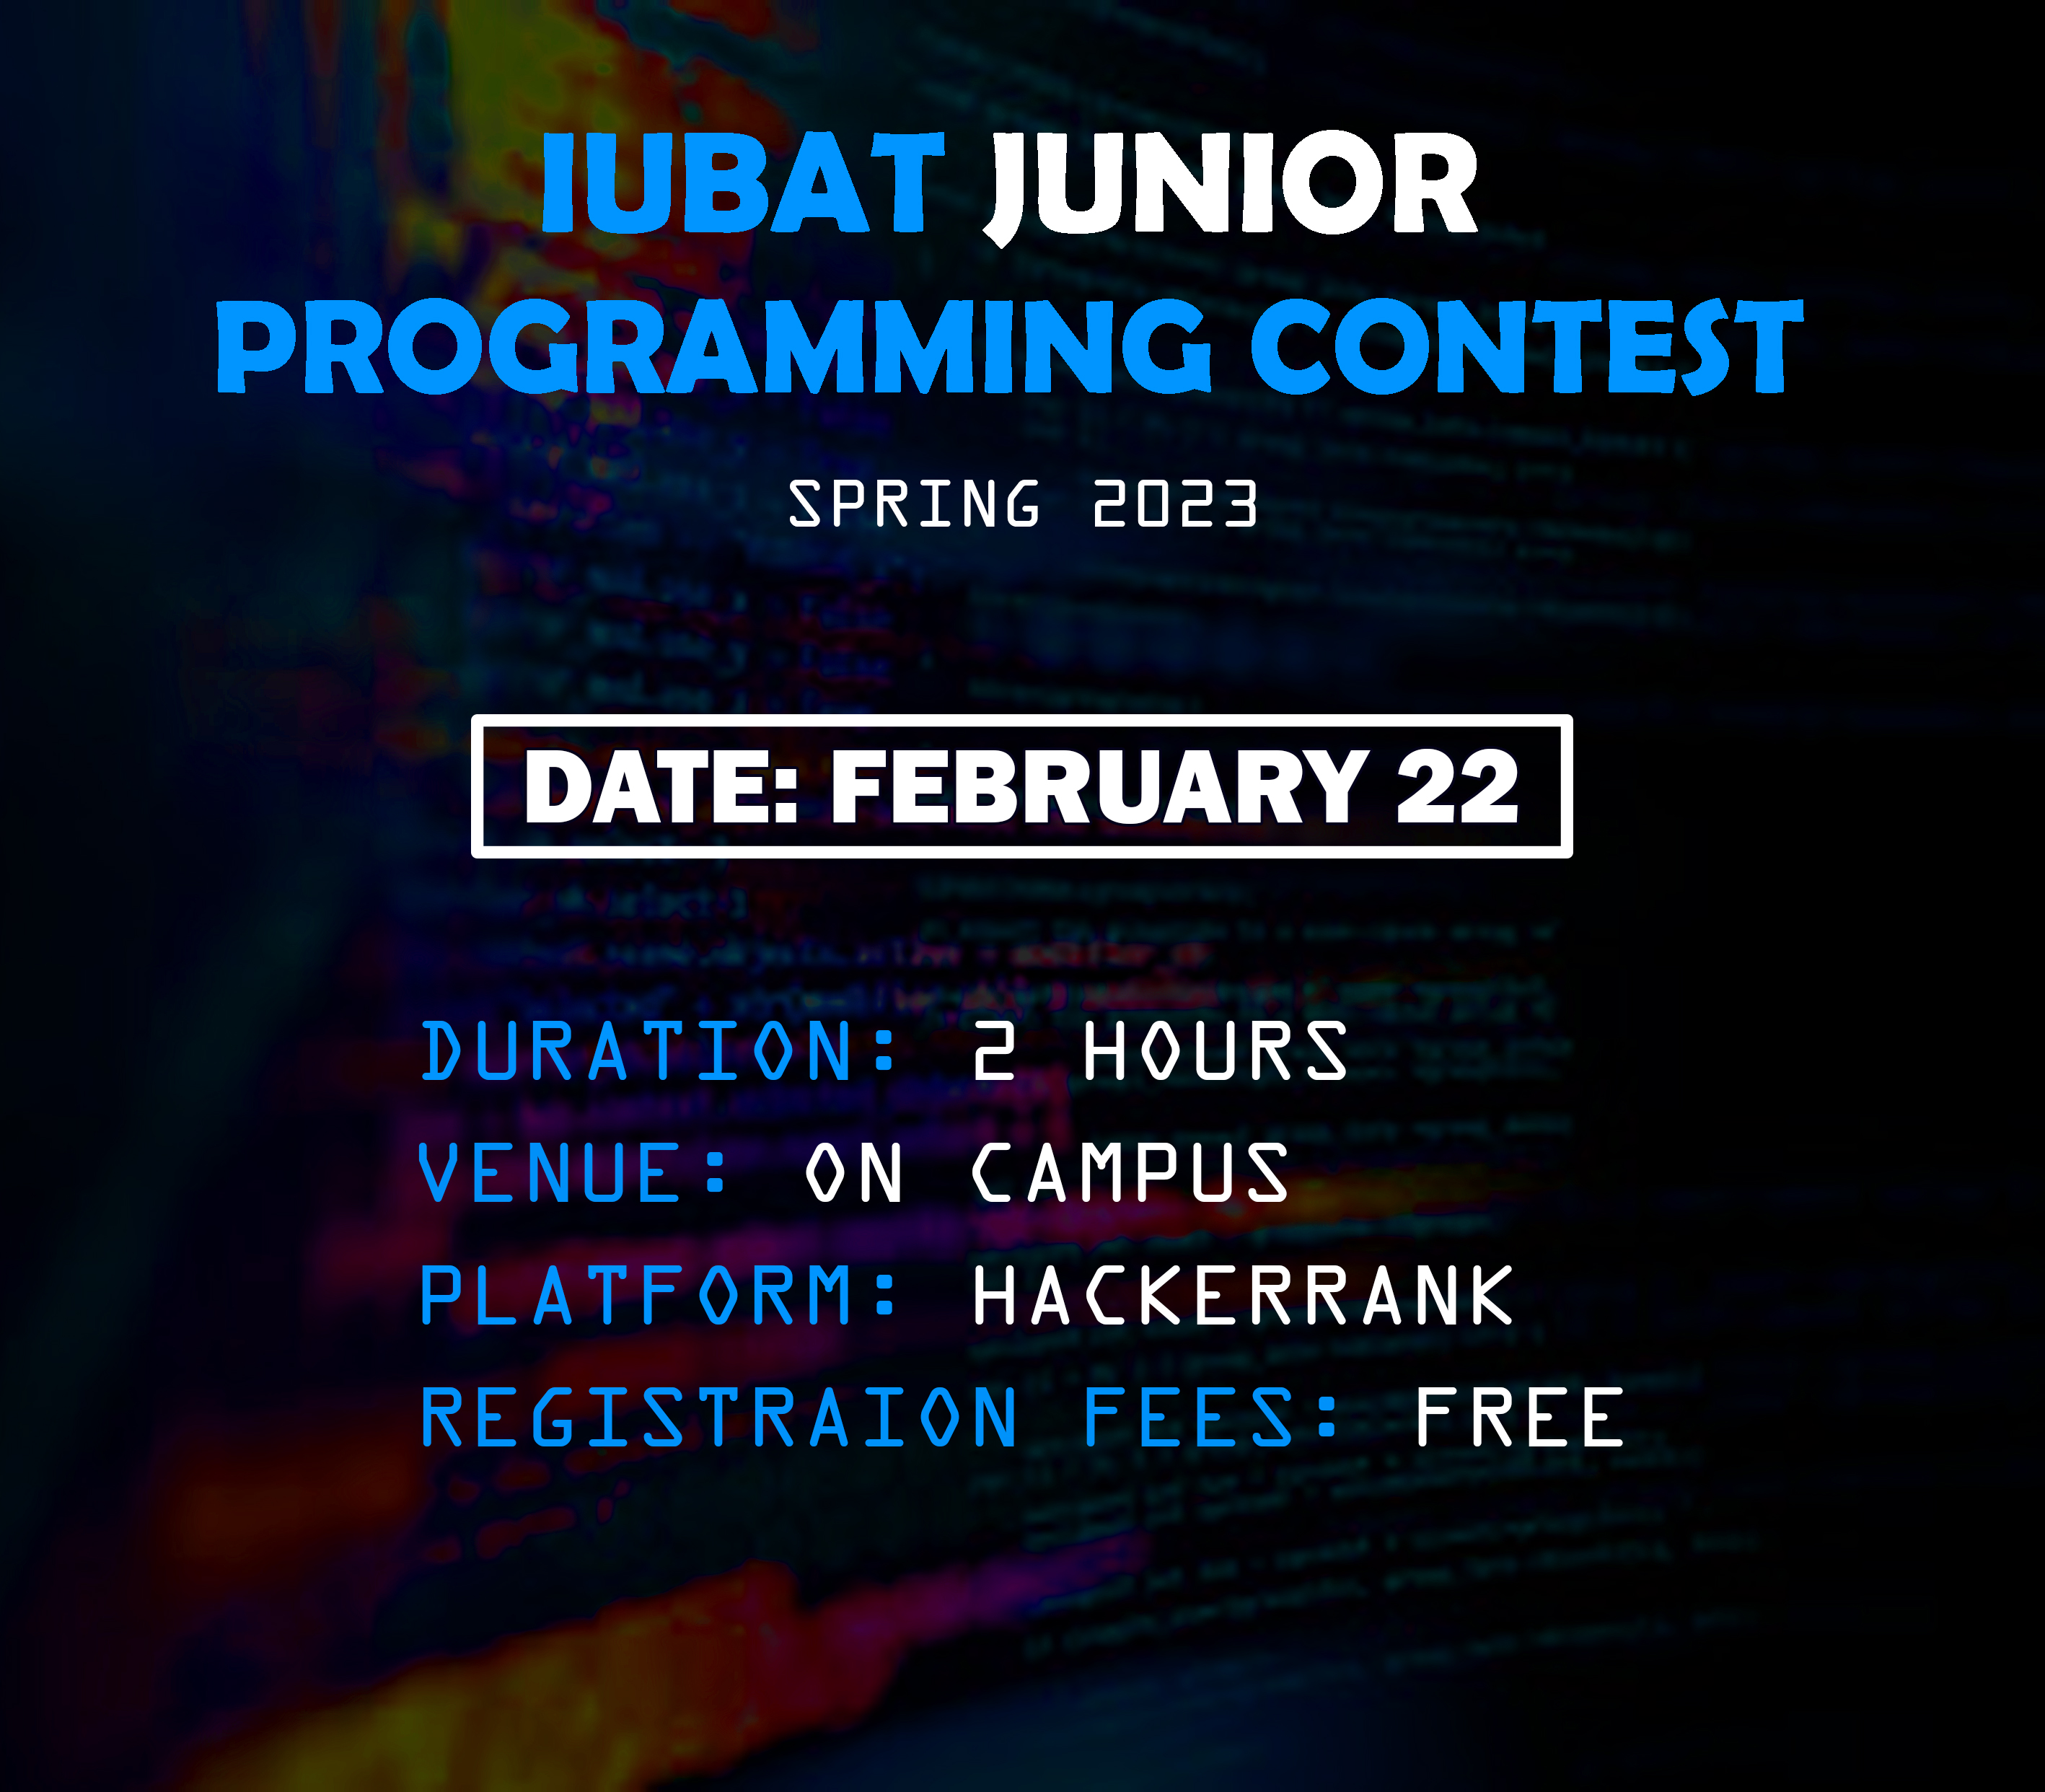 IUBAT JUNIOR
PROGRAMMING CONTEST
SPRING 2023
DATE: FEBRUARY 22
DURATION: 2 HOURS
VENUE: ON CAMPUS
PLATFORM: HACKERRANK
REGISTRAION FEES: FREE